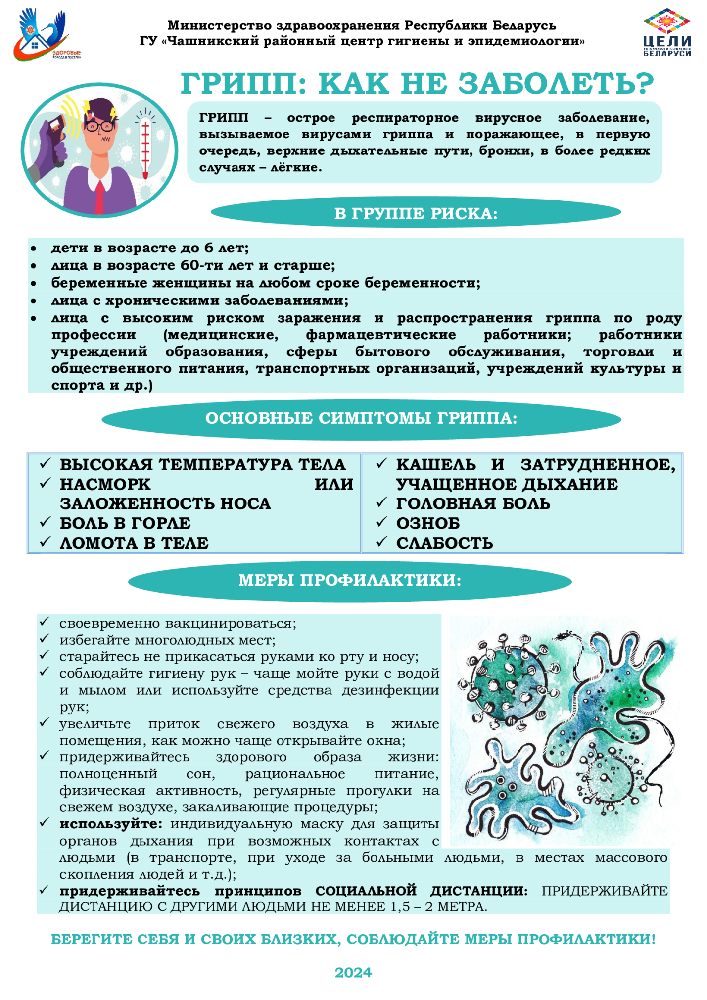 Министерство здравоохранения Республики Беларусь
ГУ «Чашникский районный центр гигиены и эпидемиологии»
ЗДОРОВЫЕ
ГОРОДА И ПОСЕЛКИ
ЦЕЛИ
УСТОЙЧИВОГО РАЗВИТИЯ В
БЕЛАРУСИ
ГРИПП: КАК НЕ ЗАБОЛЕТЬ?
ГРИПП – острое респираторное вирусное заболевание,
вызываемое вирусами гриппа и поражающее, в первую
очередь, верхние дыхательные пути, бронхи, в более редких
случаях – лёгкие.
В ГРУППЕ РИСКА:
• дети в возрасте до 6 лет;
• лица в возрасте 60-ти лет и старше;
• беременные женщины на любом сроке беременности;
• лица с хроническими заболеваниями;
• лица с высоким риском заражения и распространения гриппа по роду
профессии (медицинские, фармацевтические работники; работники
учреждений образования, сферы бытового обслуживания, торговли и
общественного питания, транспортных организаций, учреждений культуры и
спорта и др.)
ОСНОВНЫЕ СИМПТОМЫ ГРИППА:
✓ ВЫСОКАЯ ТЕМПЕРАТУРА ТЕЛА
✓ НАСМОРК ИЛИ
ЗАЛОЖЕННОСТЬ НОСА
✓ БОЛЬ В ГОРЛЕ
✓ ЛОМОТА В ТЕЛЕ
✓ КАШЕЛЬ И ЗАТРУДНЕННОЕ,
УЧАЩЕННОЕ ДЫХАНИЕ
✓ ГОЛОВНАЯ БОЛЬ
✓ ОЗНОБ
✓ СЛАБОСТЬ
МЕРЫ ПРОФИЛАКТИКИ:
✓ своевременно вакцинироваться;
✓ избегайте многолюдных мест;
✓ старайтесь не прикасаться руками ко рту и носу;
✓ соблюдайте гигиену рук – чаще мойте руки с водой
и мылом или используйте средства дезинфекции
рук;
✓ увеличьте приток свежего воздуха в жилые
помещения, как можно чаще открывайте окна;
✓ придерживайтесь здорового образа жизни:
полноценный сон, рациональное питание,
физическая активность, регулярные прогулки на
свежем воздухе, закаливающие процедуры;
✓ используйте: индивидуальную маску для защиты
органов дыхания при возможных контактах с
людьми (в транспорте, при уходе за больными людьми, в местах массового
скопления людей и т.д.);
✓ придерживайтесь принципов СОЦИАЛЬНОЙ ДИСТАНЦИИ: ПРИДЕРЖИВАЙТЕ
ДИСТАНЦИЮ С ДРУГИМИ ЛЮДЬМИ НЕ МЕНЕЕ 1,5 – 2 МЕТРА.
БЕРЕГИТЕ СЕБЯ И СВОИХ БЛИЗКИХ, СОБЛЮДАЙТЕ МЕРЫ ПРОФИЛАКТИКИ!
2024